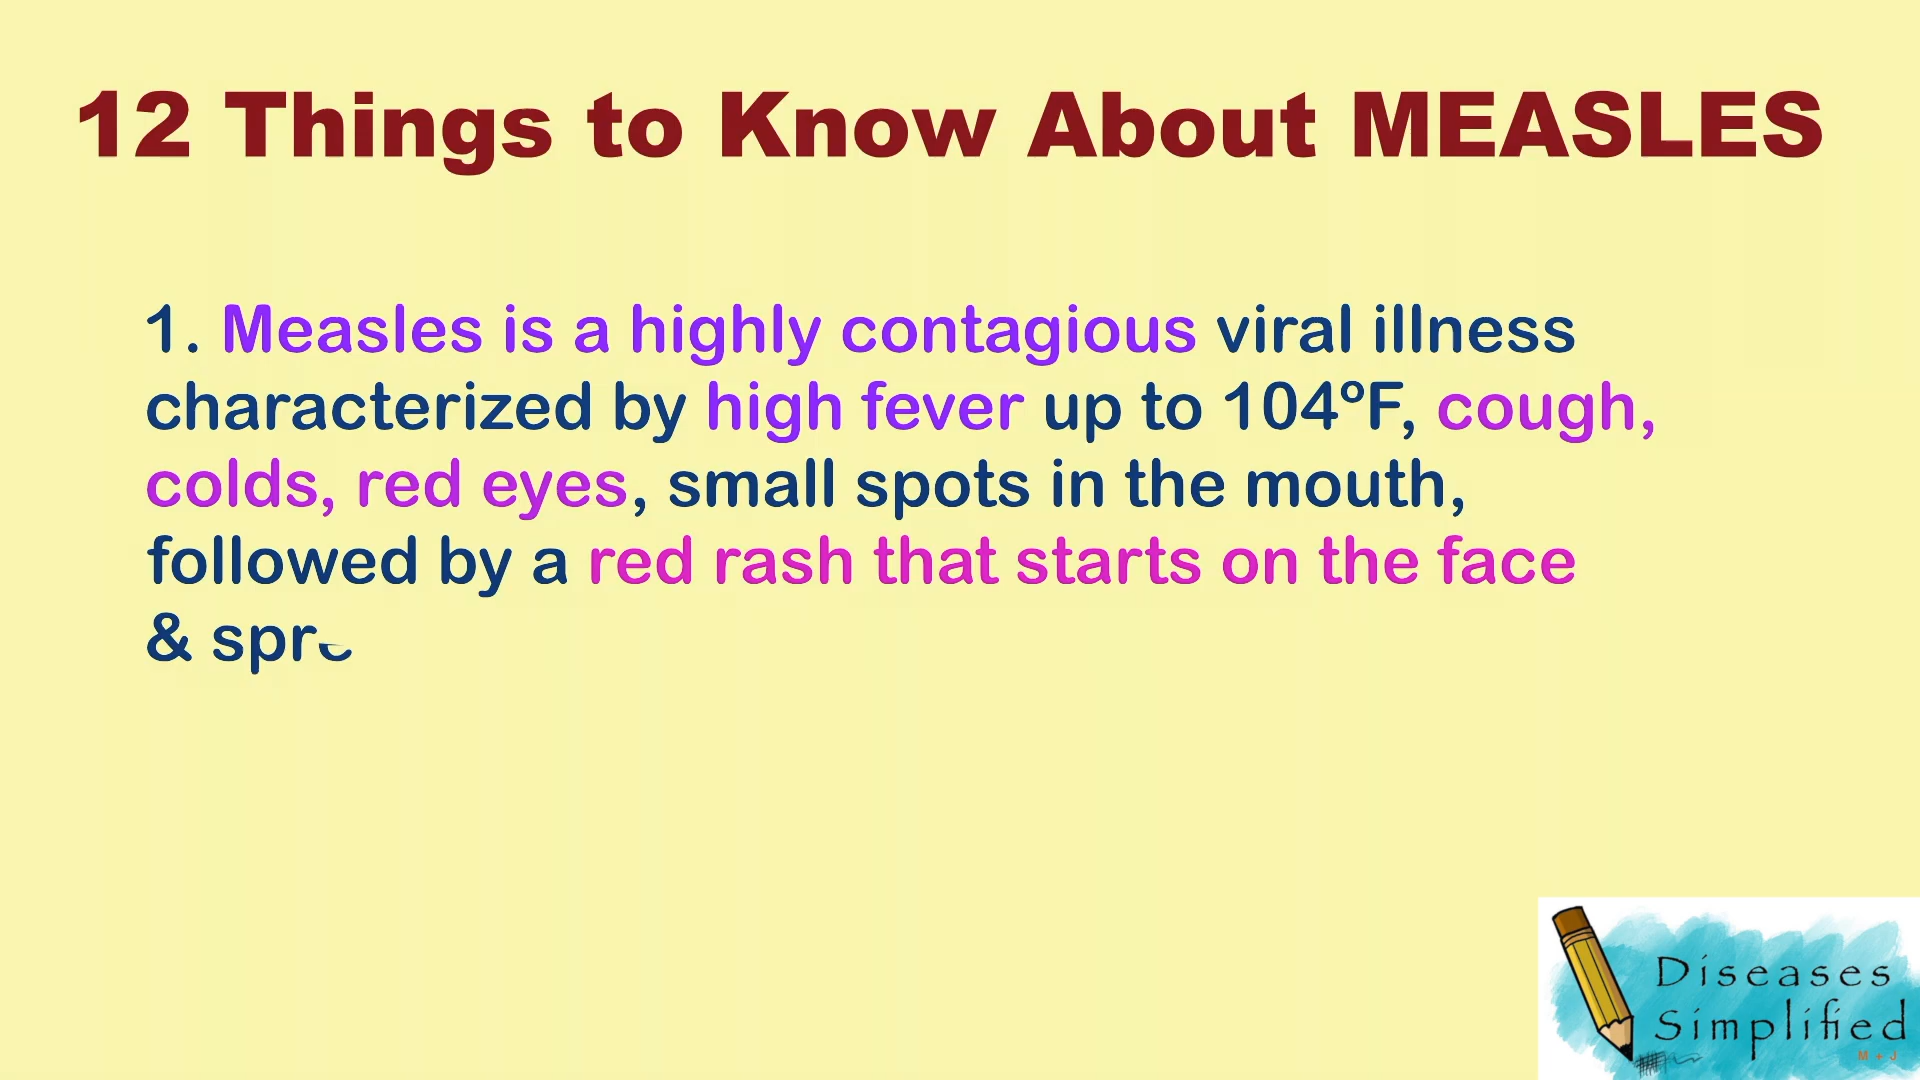 12 Things to Know About MEASLES
1. Measles is a highly contagious viral illness
characterized by high fever up to 104ºF, cough,
colds, red eyes, small spots in the mouth,
followed by a red rash that starts on the face
&
Diseases
Simplified
M + J